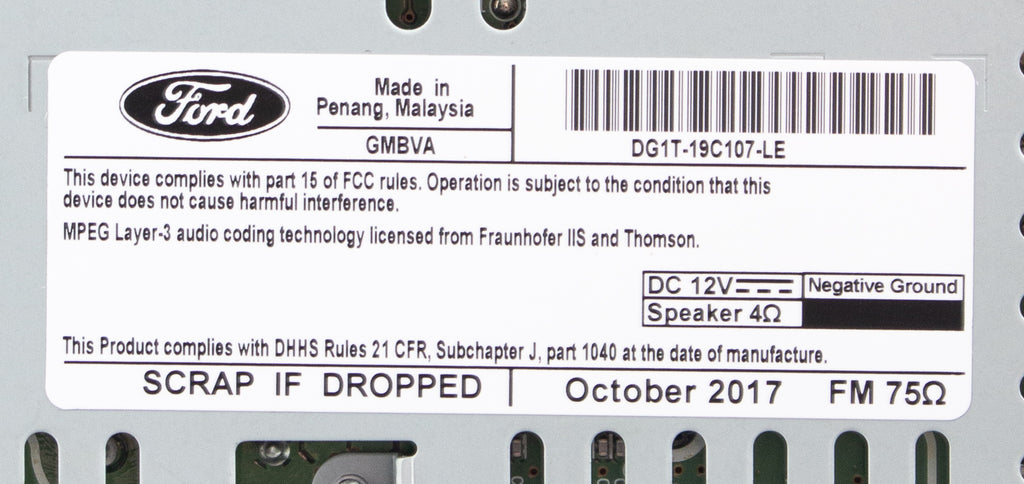 Ford
Made in
Penang, Malaysia
GMBVA
DG1T-19C107-LE
This device complies with part 15 of FCC rules. Operation is subject to the condition that this
device does not cause harmful interference.
MPEG Layer-3 audio coding technology licensed from Fraunhofer IIS and Thomson.
DC 12V
Negative Ground
Speaker 4Ω
This Product complies with DHHS Rules 21 CFR, Subchapter J, part 1040 at the date of manufacture.
SCRAP IF DROPPED
October 2017 FM 75Ω